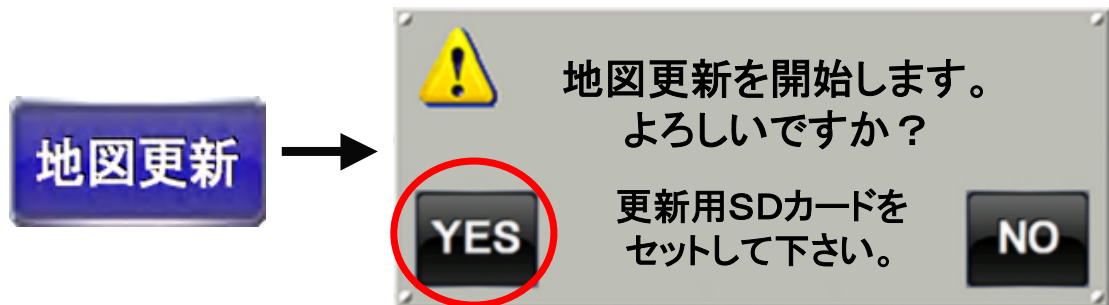 地図更新
地図更新を開始します。
よろしいですか？
更新用SDカードを
セットして下さい。
YES
NO